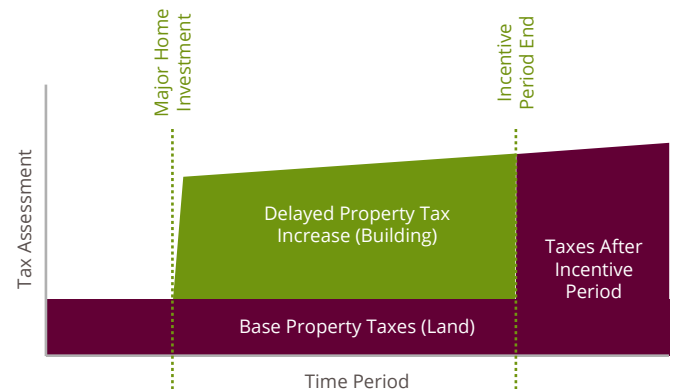 Major Home
Investment
Incentive
Period End
Tax Assessment
Delayed Property Tax
Increase (Building)
Taxes After
Incentive
Period
Base Property Taxes (Land)
Time Period